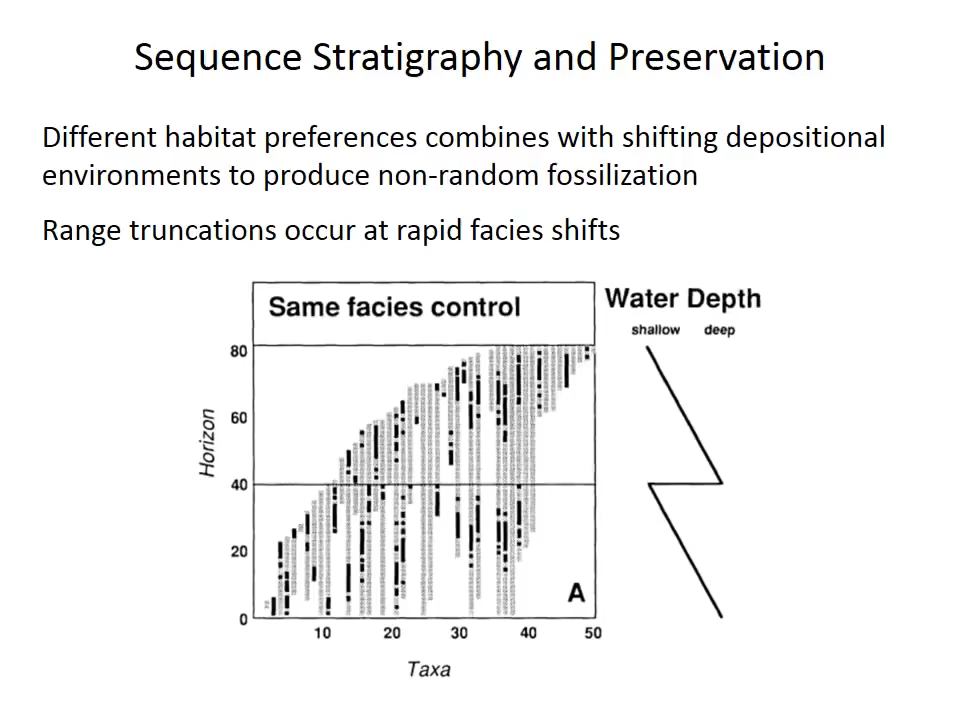 Sequence Stratigraphy and Preservation
Different habitat preferences combines with shifting depositional
environments to produce non-random fossilization
Range truncations occur at rapid facies shifts
Same facies control
Water Depth
shallow deep
80
60
40
20
0
Horizon
A
10 20 30 40 50
Taxa